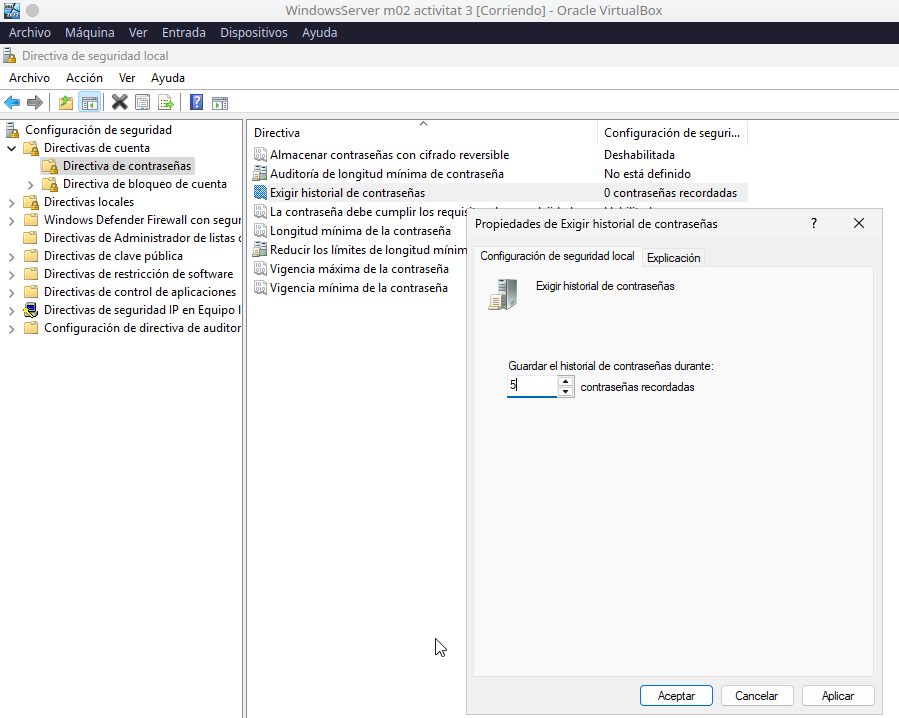 WindowsServer m02 activitat 3 [Corriendo] - Oracle VirtualBox
Archivo Máquina Ver Entrada Dispositivos Ayuda
Directiva de seguridad local
Archivo Acción Ver Ayuda
Configuración de seguridad
Directivas de cuenta
Directiva de contraseñas
Directiva de bloqueo de cuenta
Directivas locales
Windows Defender Firewall con segur
Directivas de Administrador de listas
Directivas de clave pública
Directivas de restricción de software
Directivas de control de aplicaciones
Directivas de seguridad IP en Equipo
Configuración de directiva de auditor
Directiva Configuración de seguri...
Almacenar contraseñas con cifrado reversible Deshabilitada
Auditoría de longitud mínima de contraseña No está definido
Exigir historial de contraseñas 0 contraseñas recordadas
La contraseña debe cumplir los
Longitud mínima de la contraseña
Reducir los límites de longitud mínim
Vigencia máxima de la contraseña
Vigencia mínima de la contraseña
Propiedades de Exigir historial de contraseñas ?
Configuración de seguridad local Explicación
Exigir historial de contraseñas
Guardar el historial de contraseñas durante:
5 contraseñas recordadas
Aceptar Cancelar Aplicar